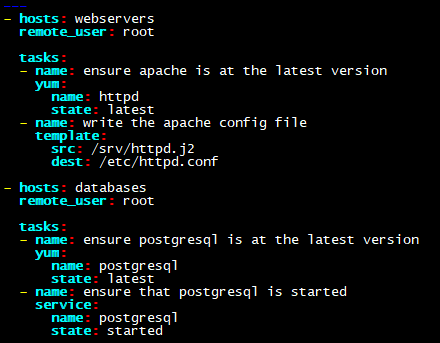 ---
- hosts: webservers
  remote_user: root

  tasks:
  - name: ensure apache is at the latest version
    yum:
      name: httpd
      state: latest
  - name: write the apache config file
    template:
      src: /srv/httpd.j2
      dest: /etc/httpd.conf

- hosts: databases
  remote_user: root

  tasks:
  - name: ensure postgresql is at the latest version
    yum:
      name: postgresql
      state: latest
  - name: ensure that postgresql is started
    service:
      name: postgresql
      state: started